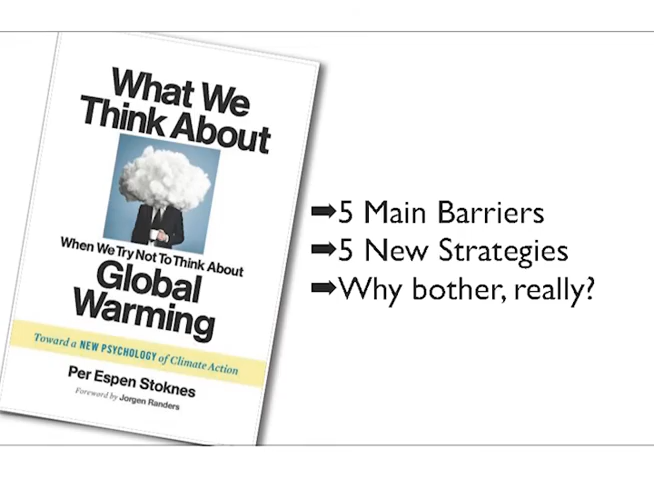 What We
Think About
When We Try Not To Think About
Global
Warming
Toward a NEW PSYCHOLOGY of Climate Action
Per Espen Stoknes
Foreword by Jorgen Randers
➡5 Main Barriers
➡5 New Strategies
➡Why bother, really?